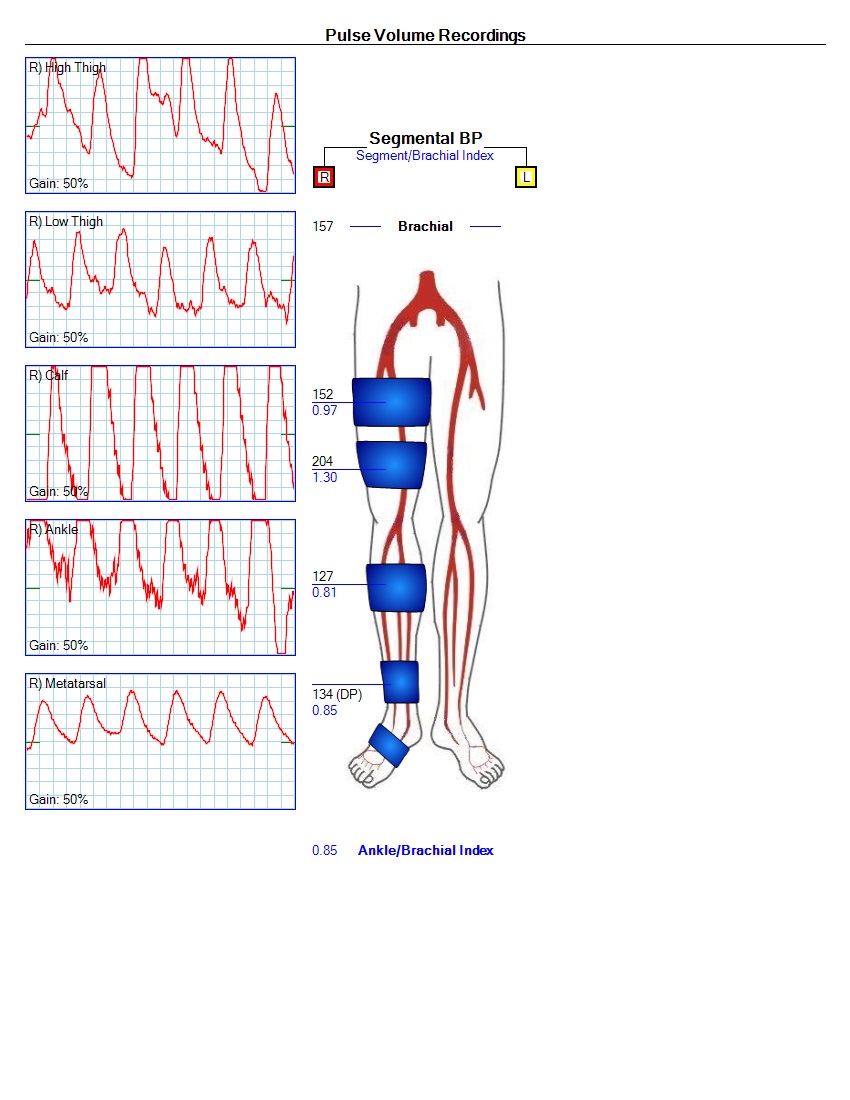 Pulse Volume Recordings
R) High Thigh
Gain: 50%
R) Low Thigh
Gain: 50%
R) Calf
Gain: 50%
R) Ankle
Gain: 50%
R) Metatarsal
Gain: 50%
Segmental BP
Segment/Brachial Index
R
L
157 Brachial
152
0.97
204
1.30
127
0.81
134 (DP)
0.85
0.85 Ankle/Brachial Index